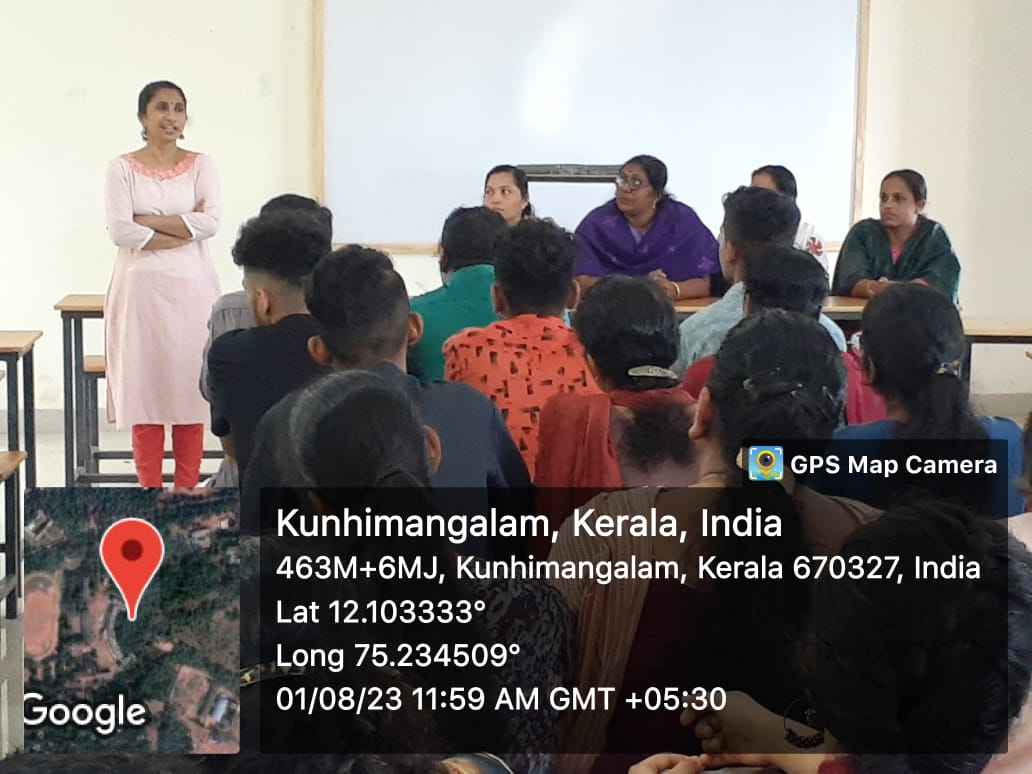 GPS Map Camera
Kunhimangalam, Kerala, India
463M+6MJ, Kunhimangalam, Kerala 670327, India
Lat 12.103333°
Long 75.234509°
01/08/23 11:59 AM GMT +05:30
Google